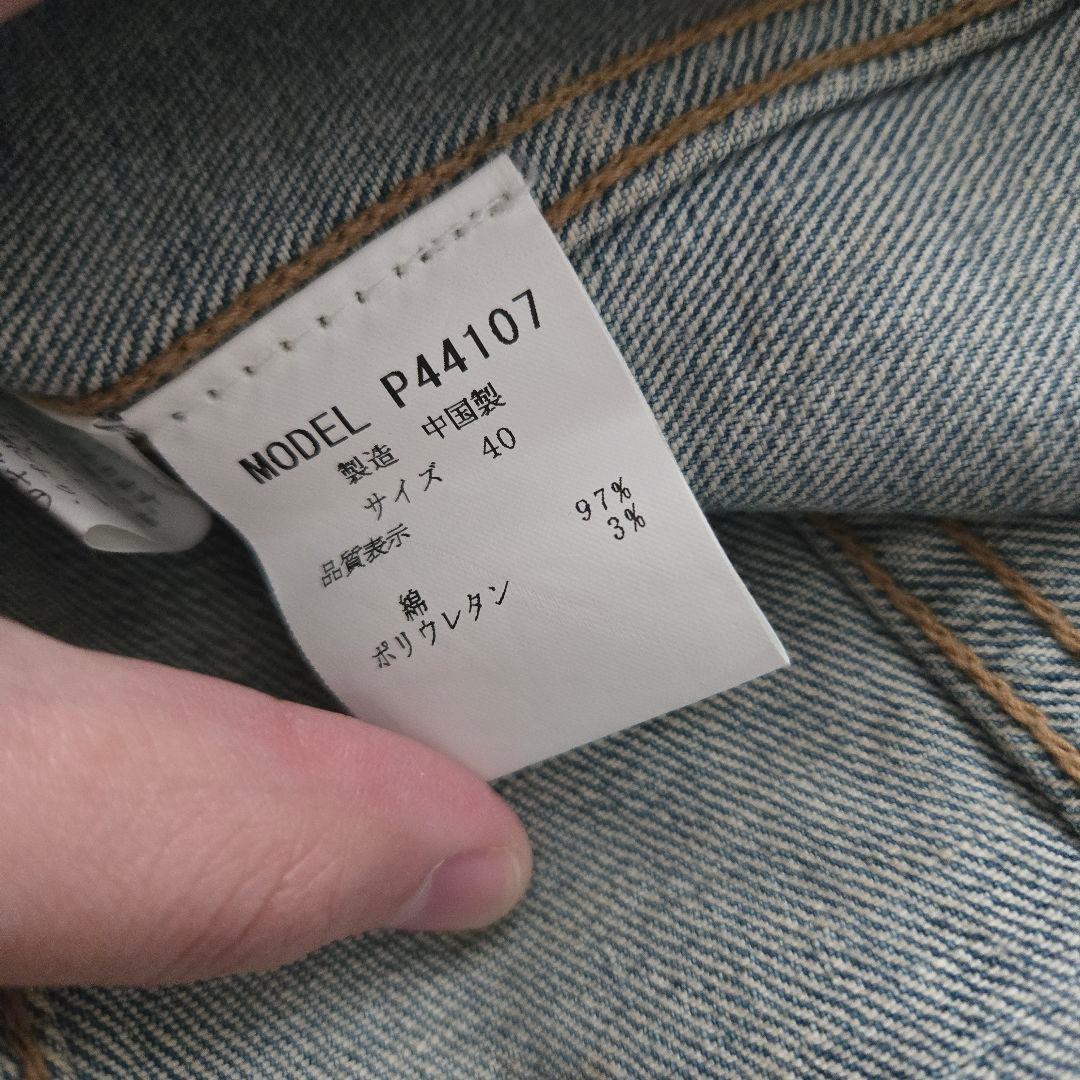 MODEL P44107
製造 中国製
サイズ 40
品質表示
綿 97%
ポリウレタン 3%